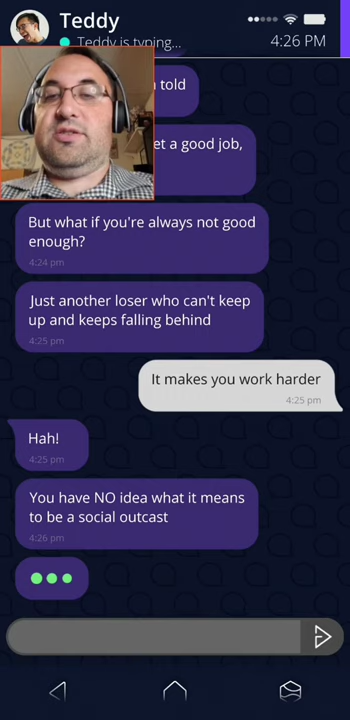 Teddy
Teddy is typing...
4:26 PM
told
et a good job,
But what if you're always not good
enough?
4:24 pm
Just another loser who can't keep
up and keeps falling behind
4:25 pm
It makes you work harder
4:25 pm
Hah!
4:25 pm
You have NO idea what it means
to be a social outcast
4:26 pm